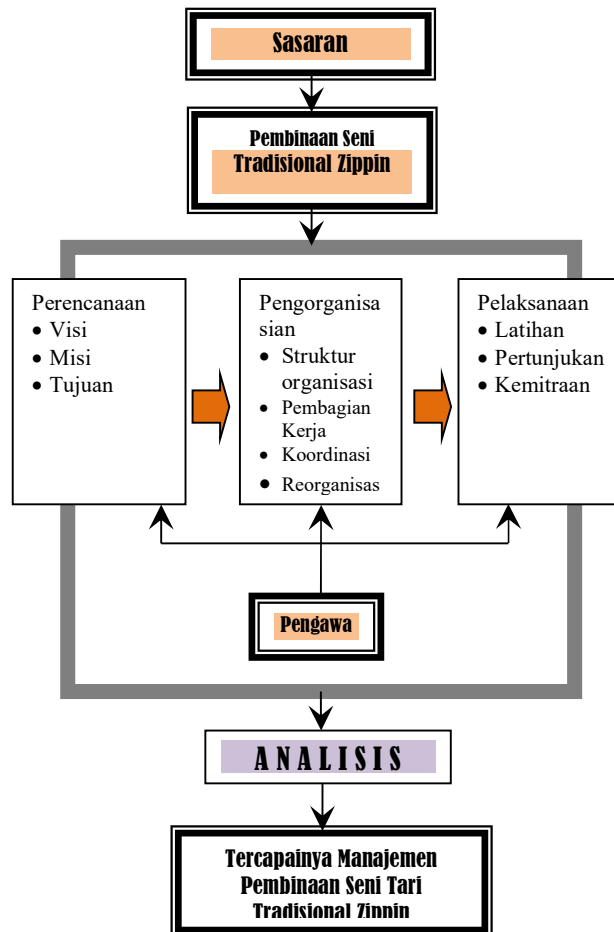 Sasaran
Pembinaan Seni
Tradisional Zippin
Perencanaan
• Visi
• Misi
• Tujuan
Pengorganisa
sian
• Struktur
organisasi
• Pembagian
Kerja
• Koordinasi
• Reorganisas
Pelaksanaan
• Latihan
• Pertunjukan
• Kemitraan
Pengawa
A N A L I S I S
Tercapainya Manajemen
Pembinaan Seni Tari
Tradisional Zippin